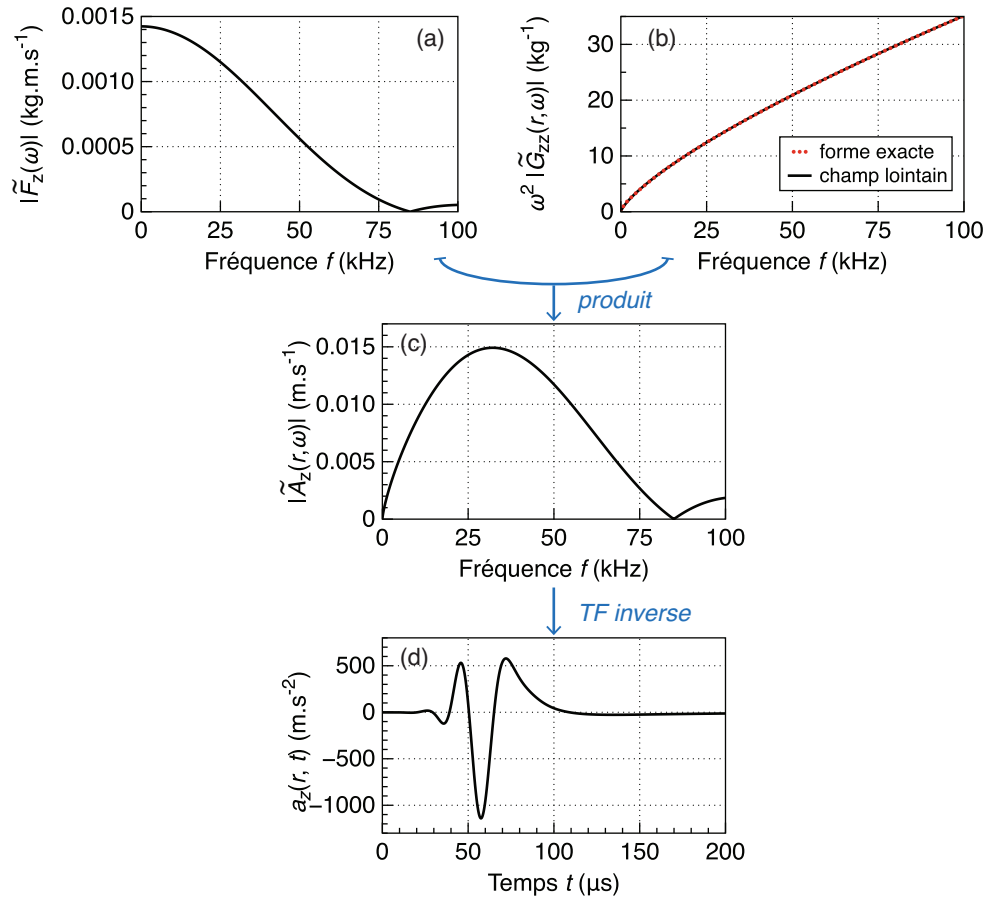 (a)
0.0015
0.0010
0.0005
0
|F̃z(ω)| (kg.m.s-1)
0 25 50 75 100
Fréquence f (kHz)
(b)
30
20
10
0
ω2 |G̃zz(r,ω)| (kg-1)
forme exacte
champ lointain
0 25 50 75 100
Fréquence f (kHz)
produit
(c)
0.015
0.010
0.005
0
|Ãz(r,ω)| (m.s-1)
0 25 50 75 100
Fréquence f (kHz)
TF inverse
(d)
500
0
−500
−1000
az(r, t) (m.s-2)
0 50 100 150 200
Temps t (μs)